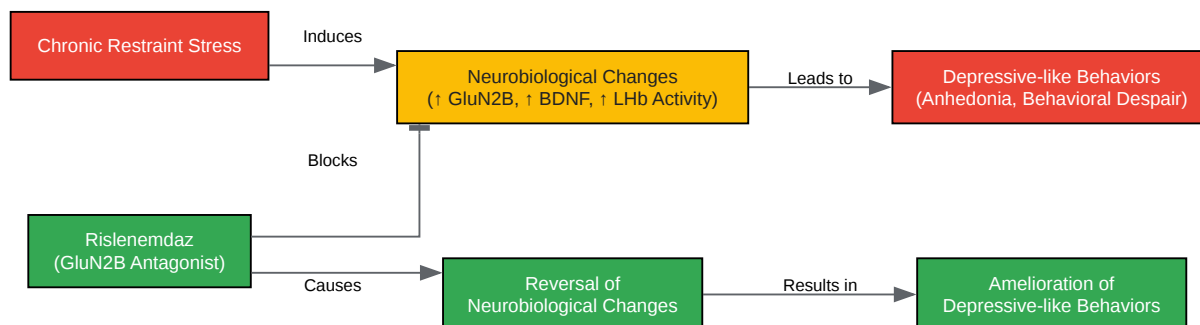 Chronic Restraint Stress
Induces
Neurobiological Changes
(↑ GluN2B, ↑ BDNF, ↑ LHb Activity)
Leads to
Depressive-like Behaviors
(Anhedonia, Behavioral Despair)
Blocks
Rislenemdaz
(GluN2B Antagonist)
Causes
Reversal of
Neurobiological Changes
Results in
Amelioration of
Depressive-like Behaviors